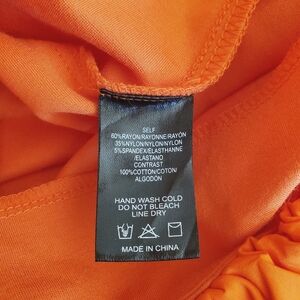 SELF
60%RAYON/RAYONNE/RAYÓN
35%NYLON/NYLON/NYLON
5%SPANDEX/ELASTHANNE
/ELASTANO
CONTRAST
100%COTTON/COTON/
ALGODON
HAND WASH COLD
DO NOT BLEACH
LINE DRY
MADE IN CHINA